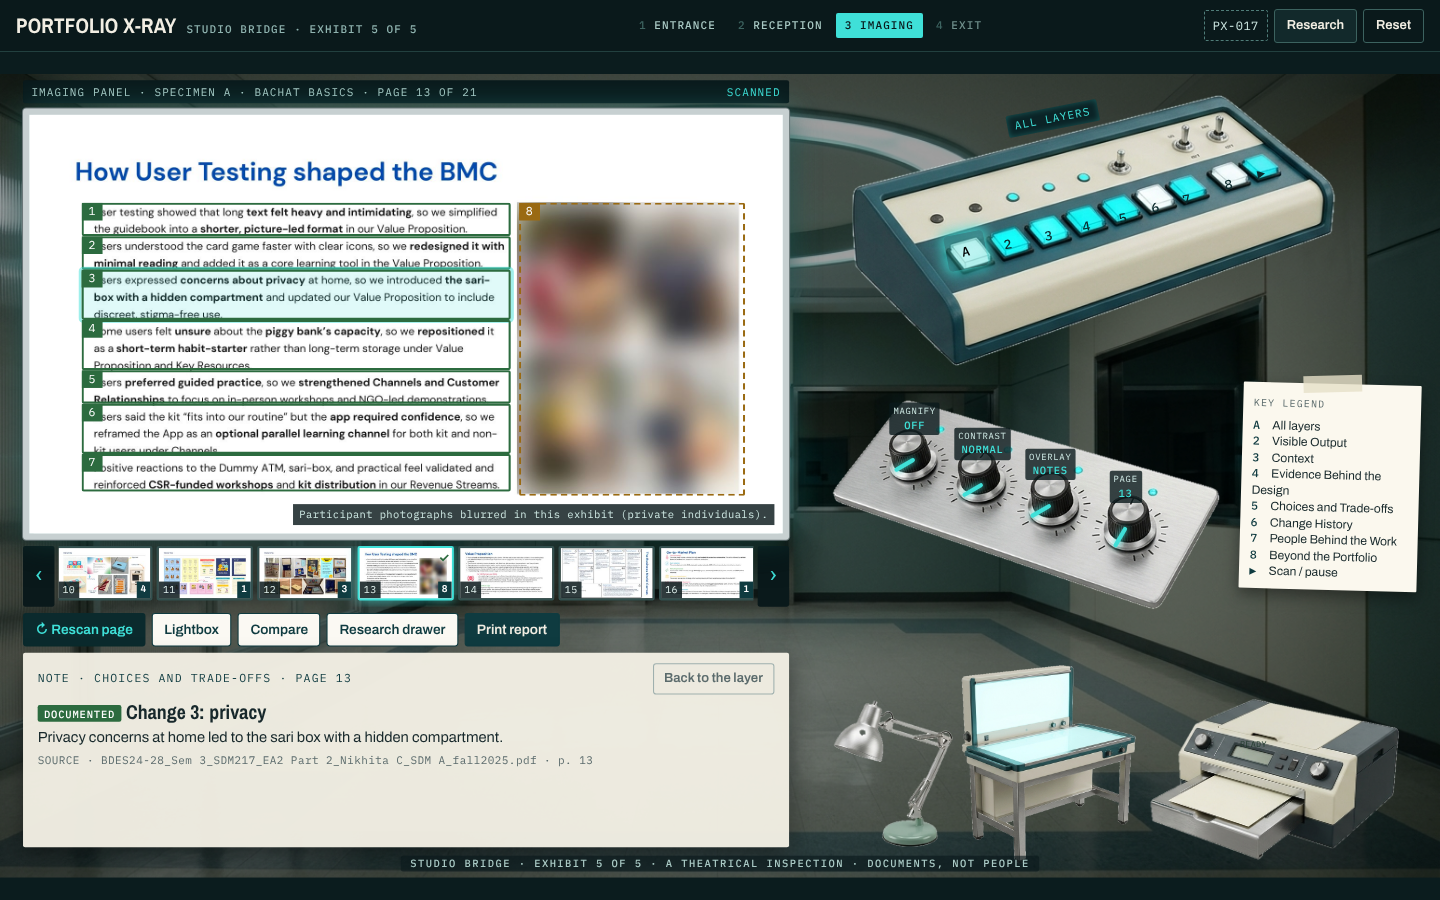 PORTFOLIO X-RAY STUDIO BRIDGE · EXHIBIT 5 OF 5
1 ENTRANCE 2 RECEPTION 3 IMAGING 4 EXIT
PX-017 Research Reset
IMAGING PANEL · SPECIMEN A · BACHAT BASICS · PAGE 13 OF 21 SCANNED
How User Testing shaped the BMC
1 ser testing showed that long text felt heavy and intimidating, so we simplified
the guidebook into a shorter, picture-led format in our Value Proposition.
2 sers understood the card game faster with clear icons, so we redesigned it with
minimal reading and added it as a core learning tool in the Value Proposition.
3 sers expressed concerns about privacy at home, so we introduced the sari-
box with a hidden compartment and updated our Value Proposition to include
discreet, stigma-free use.
4 ome users felt unsure about the piggy bank's capacity, so we repositioned it
as a short-term habit-starter rather than long-term storage under Value
Proposition and Key Resources.
5 sers preferred guided practice, so we strengthened Channels and Customer
Relationships to focus on in-person workshops and NGO-led demonstrations.
6 sers said the kit "fits into our routine" but the app required confidence, so we
reframed the App as an optional parallel learning channel for both kit and non-
kit users under Channels.
7 ositive reactions to the Dummy ATM, sari-box, and practical feel validated and
reinforced CSR-funded workshops and kit distribution in our Revenue Streams.
8
Participant photographs blurred in this exhibit (private individuals).
‹ 10 4 11 1 12 3 13 8 14 15 16 1 ›
↻ Rescan page Lightbox Compare Research drawer Print report
NOTE · CHOICES AND TRADE-OFFS · PAGE 13 Back to the layer
DOCUMENTED Change 3: privacy
Privacy concerns at home led to the sari box with a hidden compartment.
SOURCE · BDES24-28_Sem 3_SDM217_EA2 Part 2_Nikhita C_SDM A_fall2025.pdf · p. 13
ALL LAYERS
A 2 3 4 5 6 7 8 ▶
MAGNIFY
OFF
CONTRAST
NORMAL
OVERLAY
NOTES
PAGE
13
KEY LEGEND
A All layers
2 Visible Output
3 Context
4 Evidence Behind the
Design
5 Choices and Trade-offs
6 Change History
7 People Behind the Work
8 Beyond the Portfolio
▶ Scan / pause
READY
STUDIO BRIDGE · EXHIBIT 5 OF 5 · A THEATRICAL INSPECTION · DOCUMENTS, NOT PEOPLE